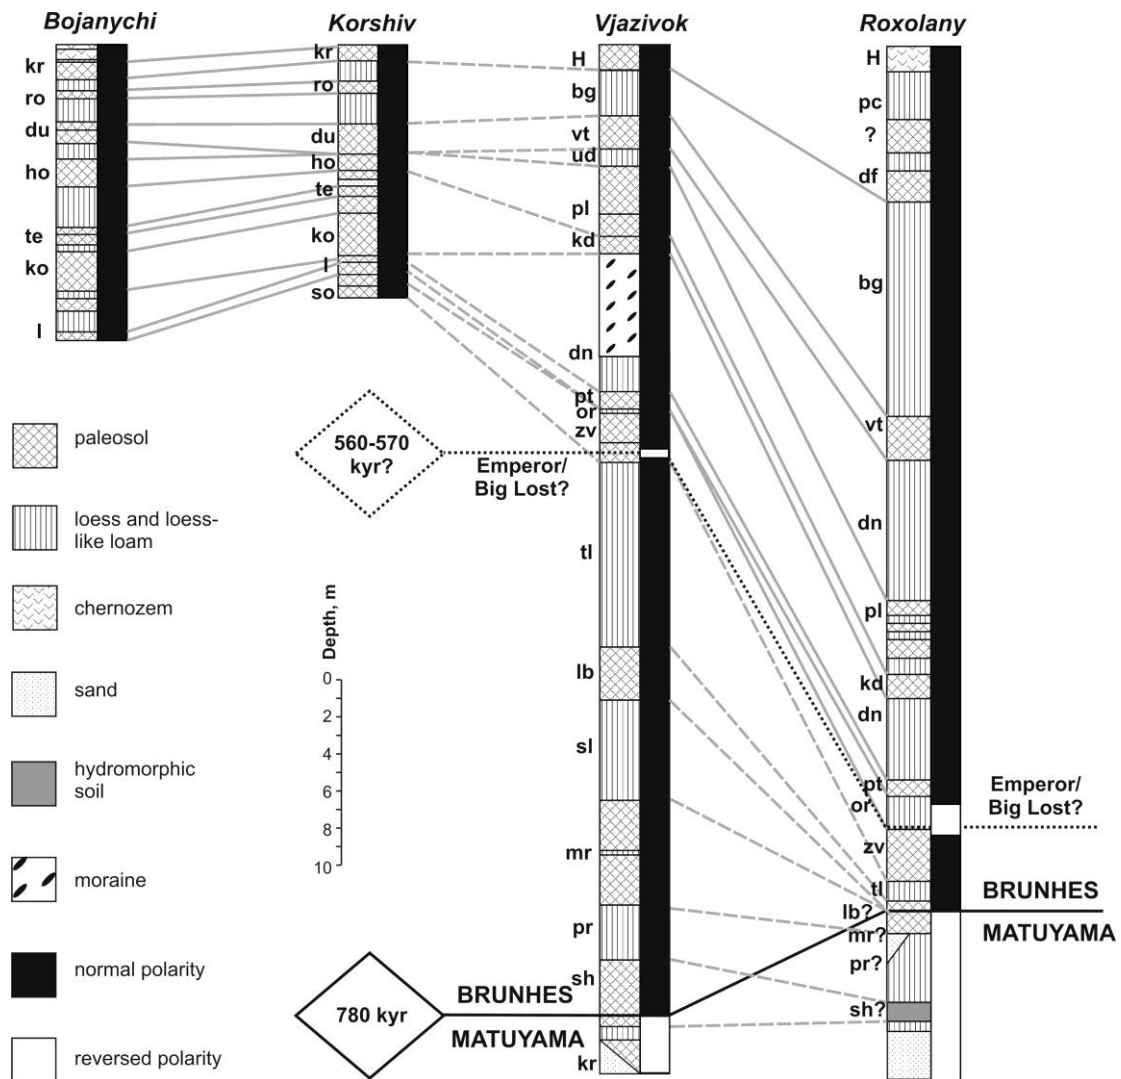 Bojanychi
Korshiv
Vjazivok
Roxolany
kr
ro
du
ho
te
ko
l
kr
ro
du
ho
te
ko
l
so
H
bg
vt
ud
pl
kd
dn
pt
or
zv
tl
lb
sl
mr
pr
sh
kr
H
pc
?
df
bg
vt
dn
pl
kd
dn
pt
or
zv
tl
lb?
mr?
pr?
sh?
paleosol
loess and loess-
like loam
chernozem
sand
hydromorphic
soil
moraine
normal polarity
reversed polarity
560-570
kyr?
Emperor/
Big Lost?
Depth, m
0
2
4
6
8
10
780 kyr
BRUNHES
MATUYAMA
Emperor/
Big Lost?
BRUNHES
MATUYAMA